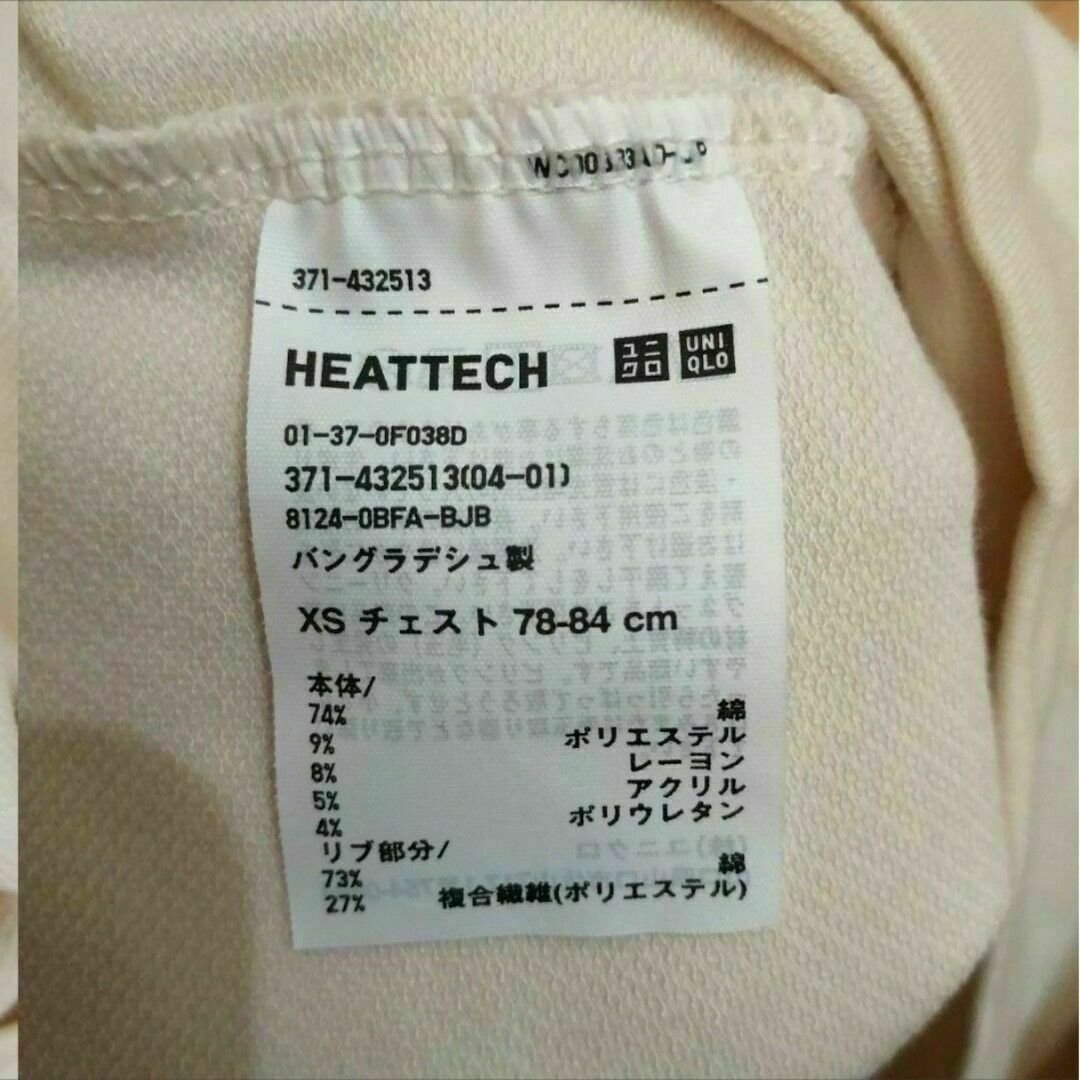 371-432513
HEATTECH ユニクロ UNIQLO
01-37-0F038D
371-432513(04-01)
8124-0BFA-BJB
バングラデシュ製
XS チェスト 78-84 cm
本体/
74% 綿
9% ポリエステル
8% レーヨン
5% アクリル
4% ポリウレタン
リブ部分/
73% 綿
27% 複合繊維(ポリエステル)